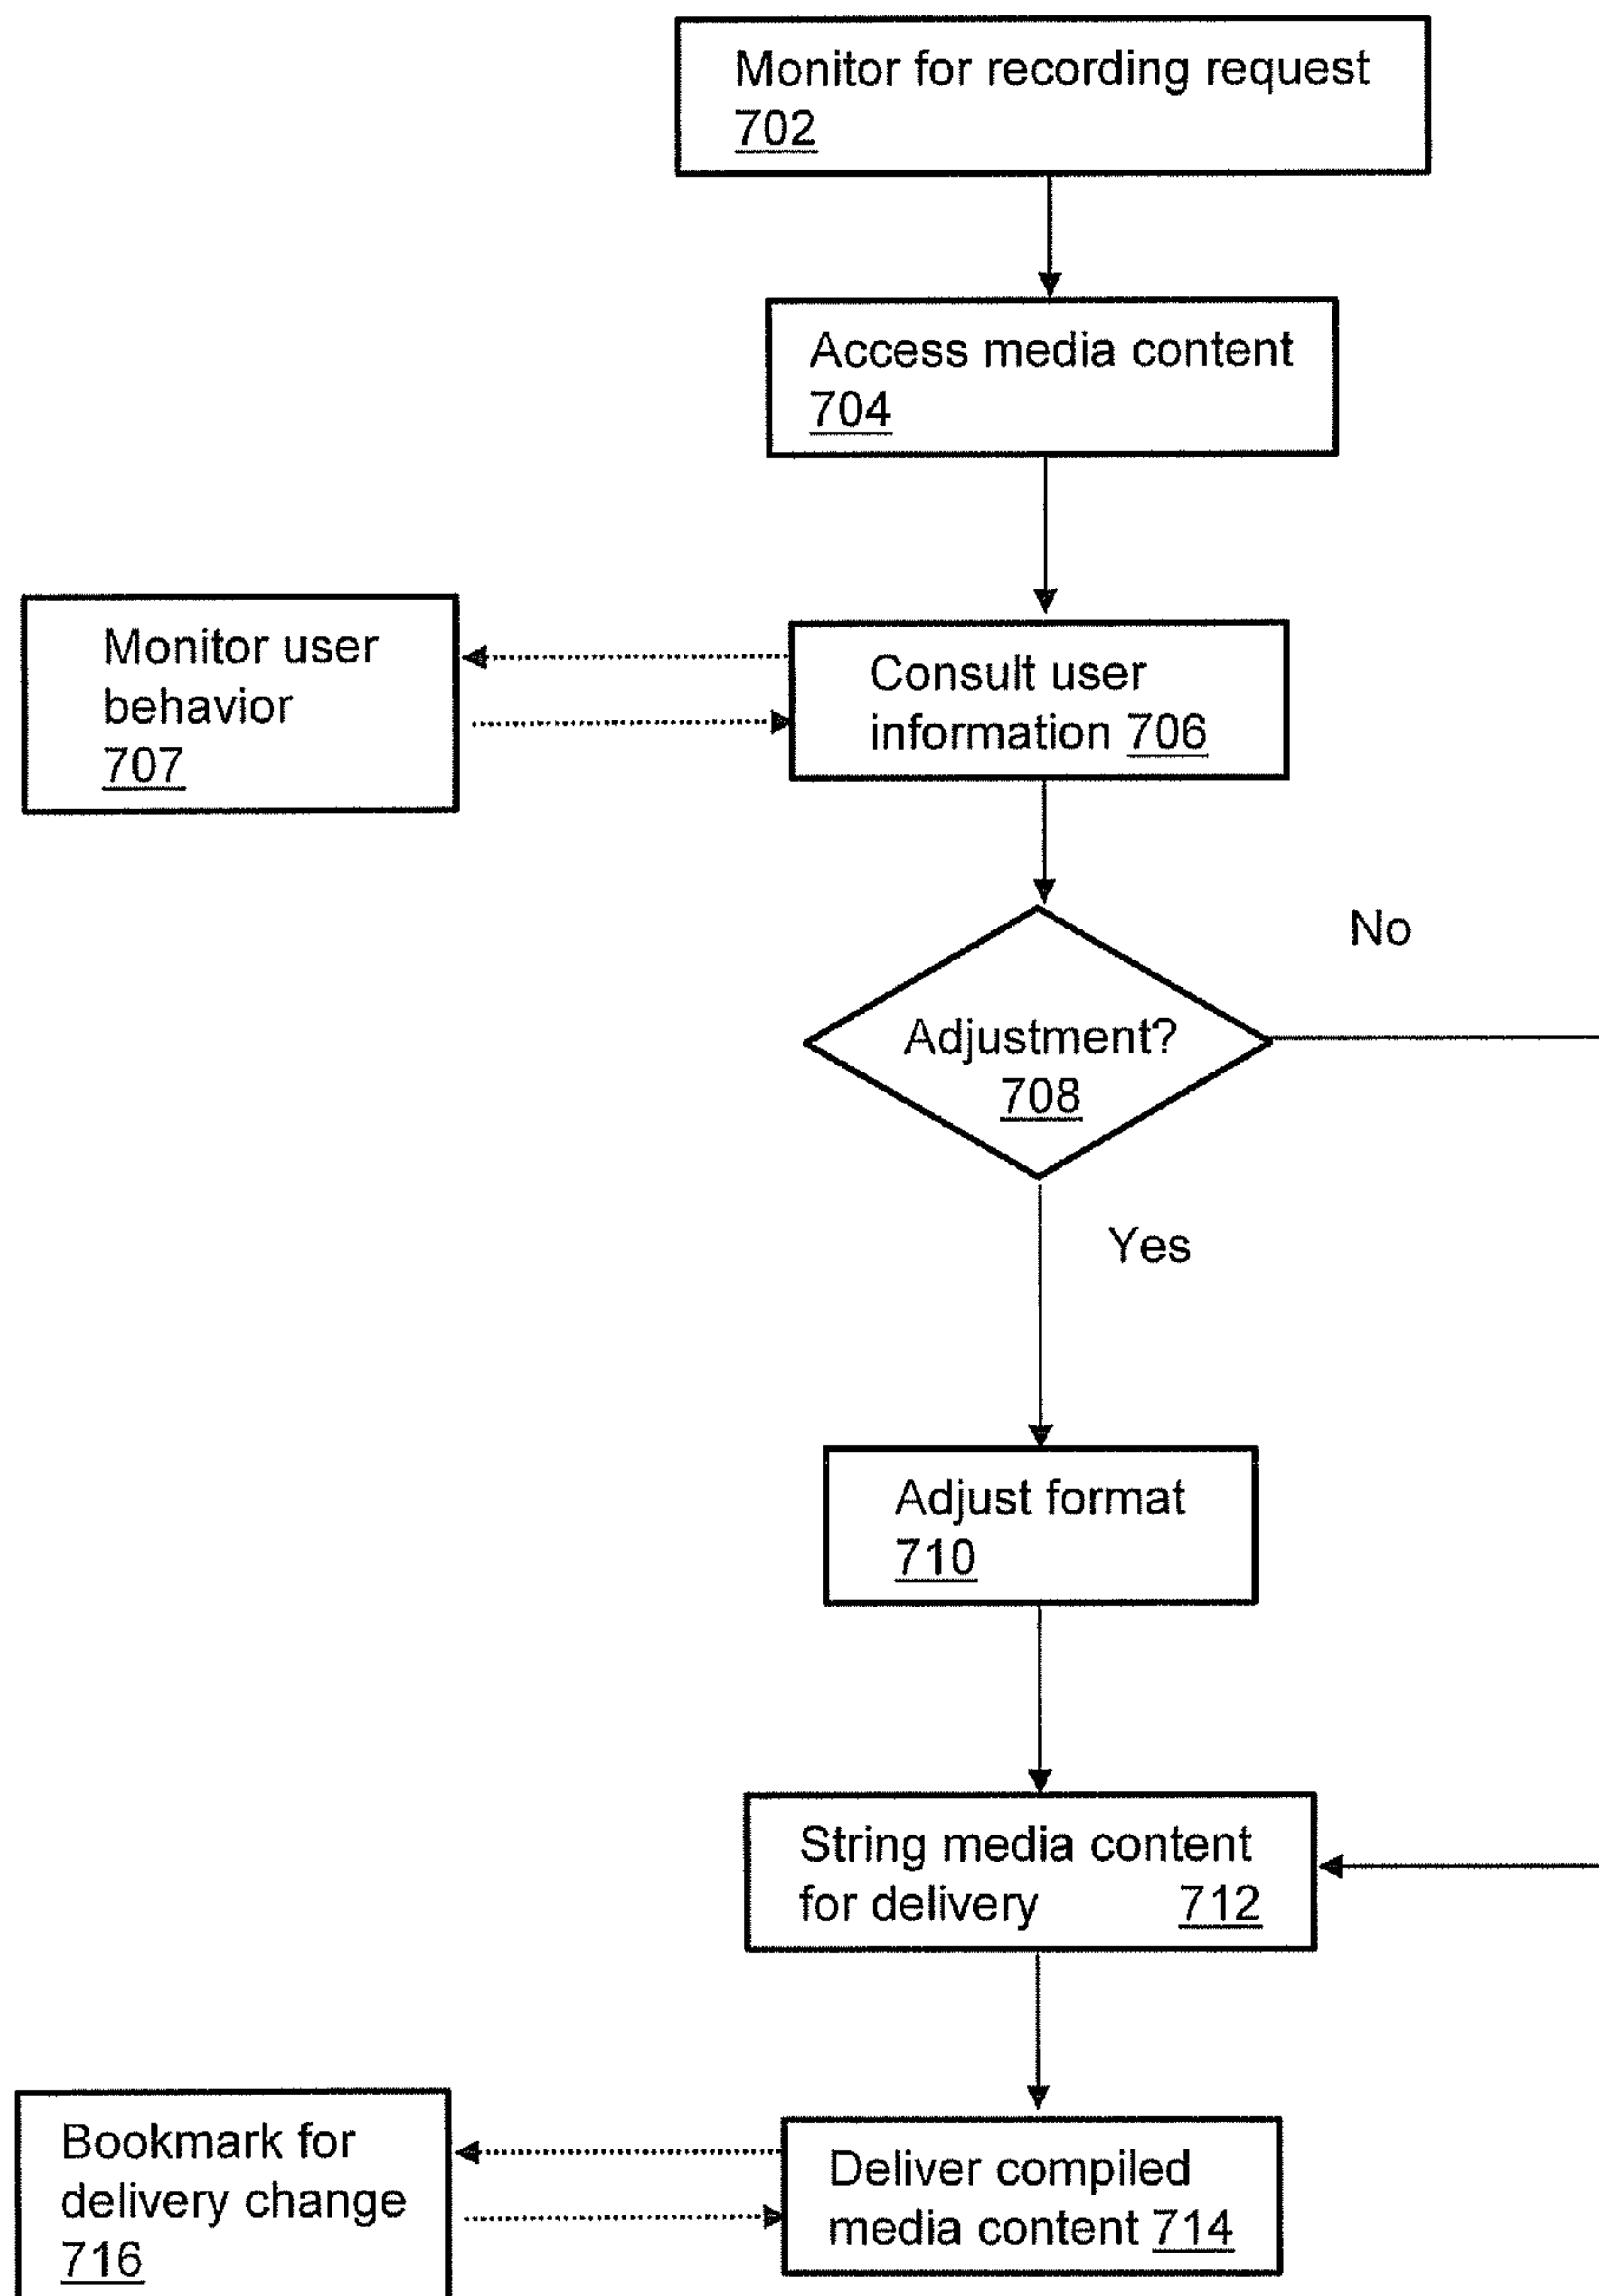 Monitor for recording request
702
Access media content
704
Monitor user
behavior
707
Consult user
information 706
No
Adjustment?
708
Yes
Adjust format
710
String media content
for delivery 712
Bookmark for
delivery change
716
Deliver compiled
media content 714